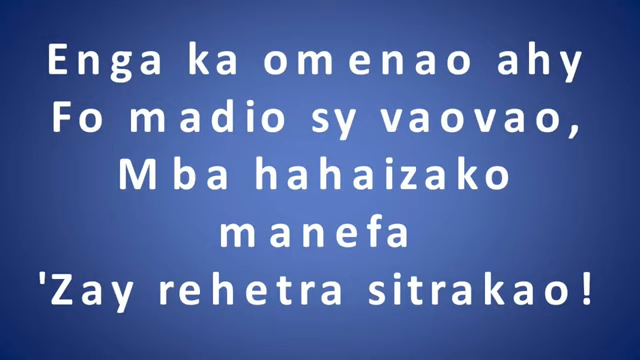 Enga ka omenao ahy
Fo madio sy vaovao,
Mba hahaizako
manefa
'Zay rehetra sitrakao!